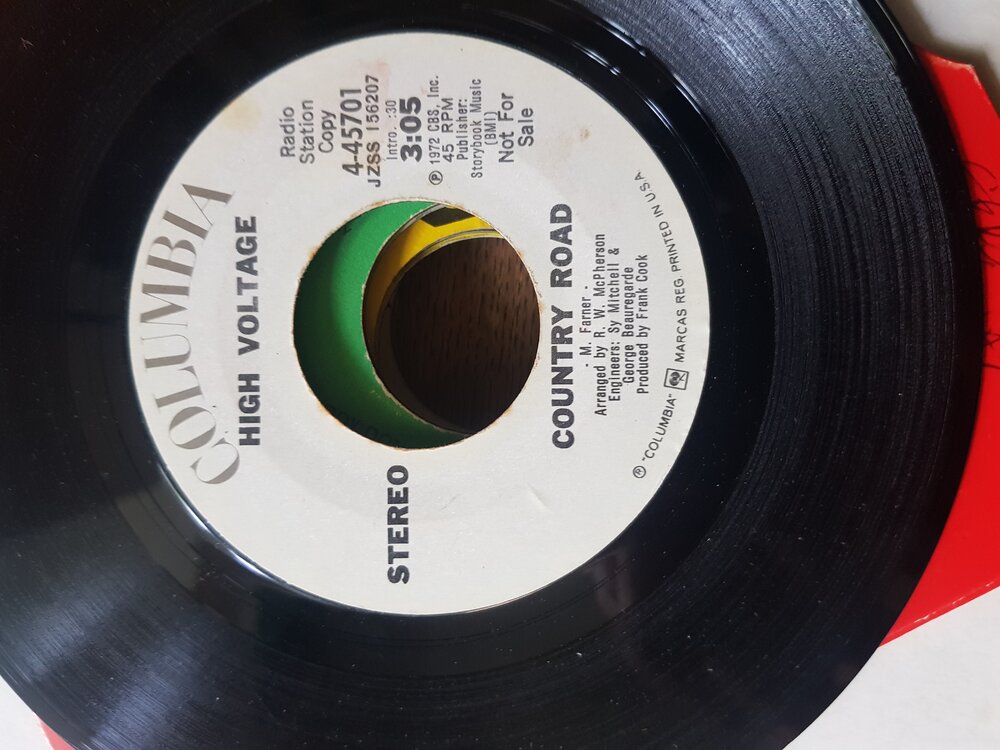 COLUMBIA
HIGH VOLTAGE
STEREO
Radio
Station
Copy
4-45701
JZSS 156207
Intro. :30
3:05
℗ 1972 CBS, Inc.
45 RPM
Publisher:
Storybook Music
(BMI)
Not For
Sale
COUNTRY ROAD
- M. Farner -
Arranged by R. W. McPherson
Engineers: Sy Mitchell &
George Beauregarde
Produced by Frank Cook
® "COLUMBIA" MARCAS REG. PRINTED IN U.S.A.